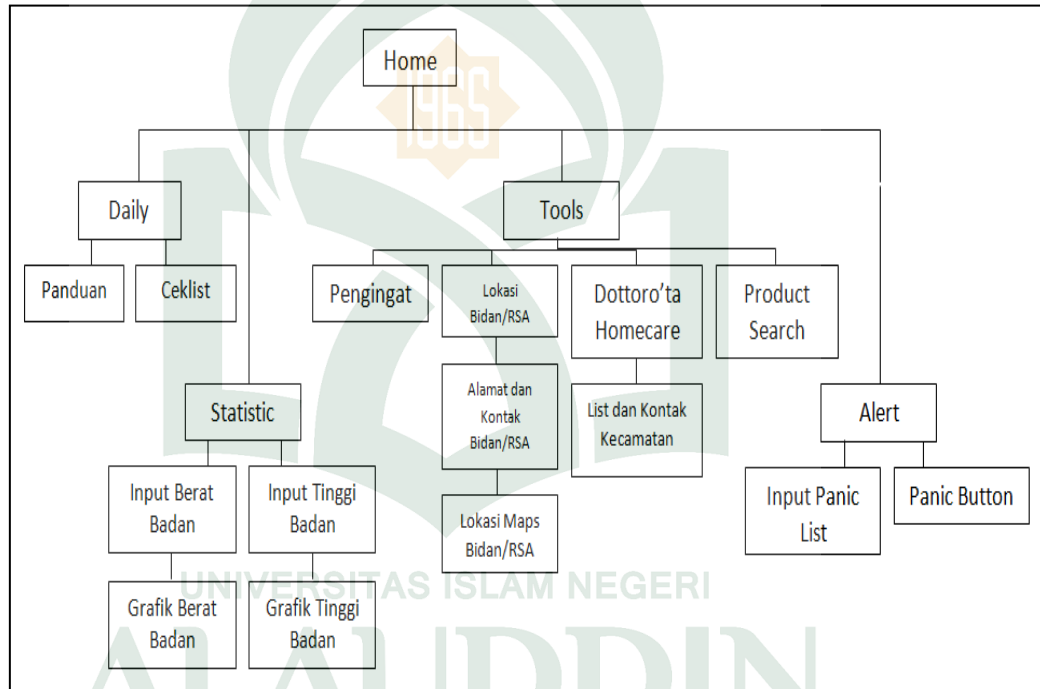 Home
1965
Daily
Tools
Panduan
Ceklist
Pengingat
Lokasi
Bidan/RSA
Dottoro'ta
Homecare
Product
Search
Alamat dan
Kontak
Bidan/RSA
List dan Kontak
Kecamatan
Statistic
Alert
Input Berat
Badan
Input Tinggi
Badan
Lokasi Maps
Bidan/RSA
Input Panic
List
Panic Button
Grafik Berat
Badan
Grafik Tinggi
Badan
UNIVERSITAS ISLAM NEGERI
ALAUDDIN